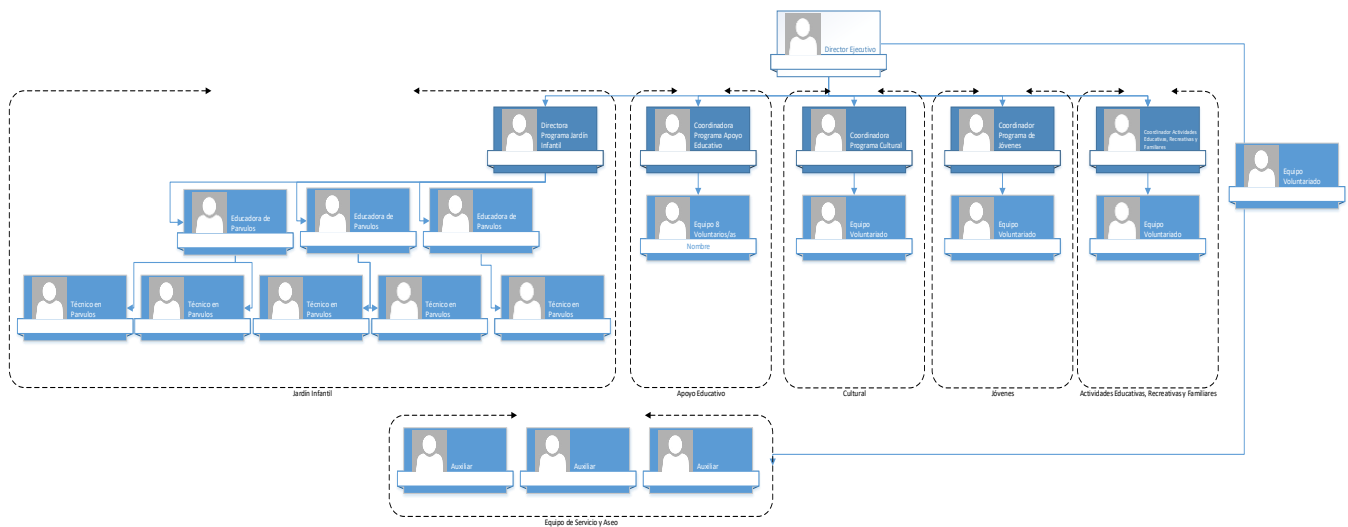 Director Ejecutivo
Directora
Programa Jardín
Infantil
Coordinadora
Programa Apoyo
Educativo
Coordinadora
Programa Cultural
Coordinador
Programa de
Jóvenes
Coordinador Actividades
Educativas, Recreativas y
Familiares
Equipo
Voluntariado
Educadora de
Parvulos
Educadora de
Parvulos
Educadora de
Parvulos
Equipo 8
Voluntarios/as
Nombre
Equipo
Voluntariado
Equipo
Voluntariado
Equipo
Voluntariado
Técnico en
Parvulos
Técnico en
Parvulos
Técnico en
Parvulos
Técnico en
Parvulos
Técnico en
Parvulos
Jardín Infantil
Apoyo Educativo
Cultural
Jóvenes
Actividades Educativas, Recreativas y Familiares
Auxiliar
Auxiliar
Auxiliar
Equipo de Servicio y Aseo